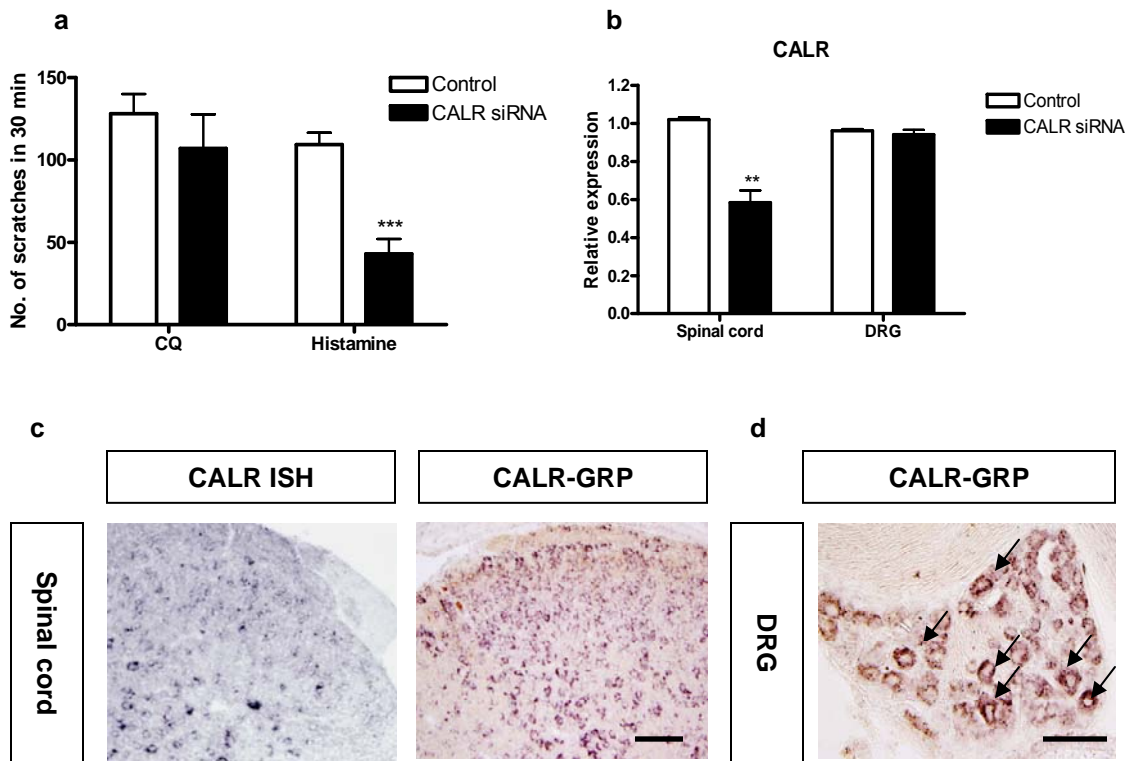 a
No. of scratches in 30 min
150
100
50
0
Control
CALR siRNA
***
CQ
Histamine
b
CALR
Relative expression
1.2
1.0
0.8
0.6
0.4
0.2
0.0
Control
CALR siRNA
**
Spinal cord
DRG
c
CALR ISH
CALR-GRP
Spinal cord
d
CALR-GRP
DRG